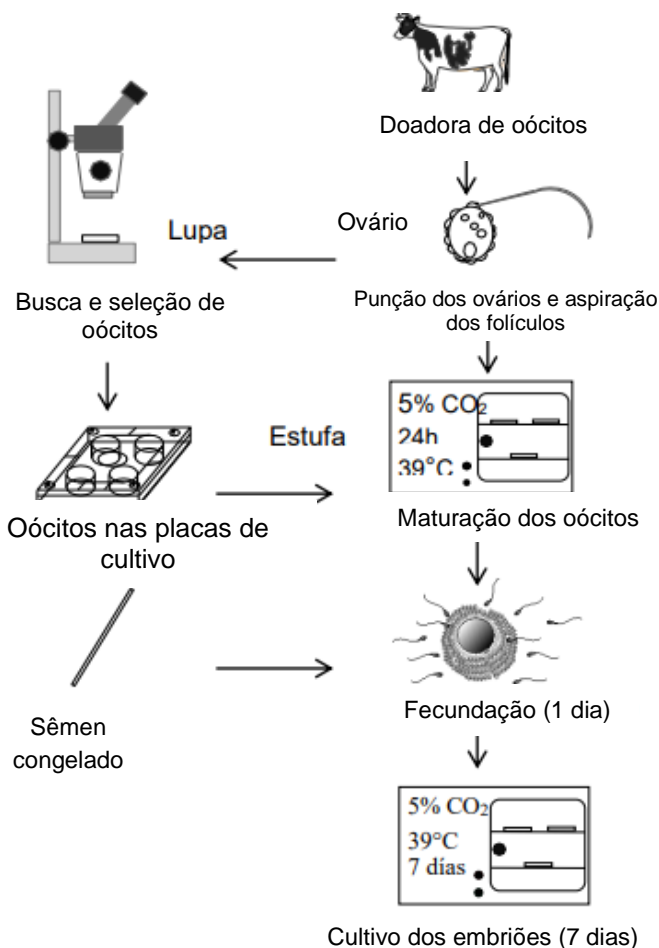 Doadora de oócitos
Ovário
Lupa
Punção dos ovários e aspiração
dos folículos
Busca e seleção de
oócitos
5% CO2
24h
39°C
Estufa
Oócitos nas placas de
cultivo
Maturação dos oócitos
Sêmen
congelado
Fecundação (1 dia)
5% CO2
39°C
7 días
Cultivo dos embriões (7 dias)